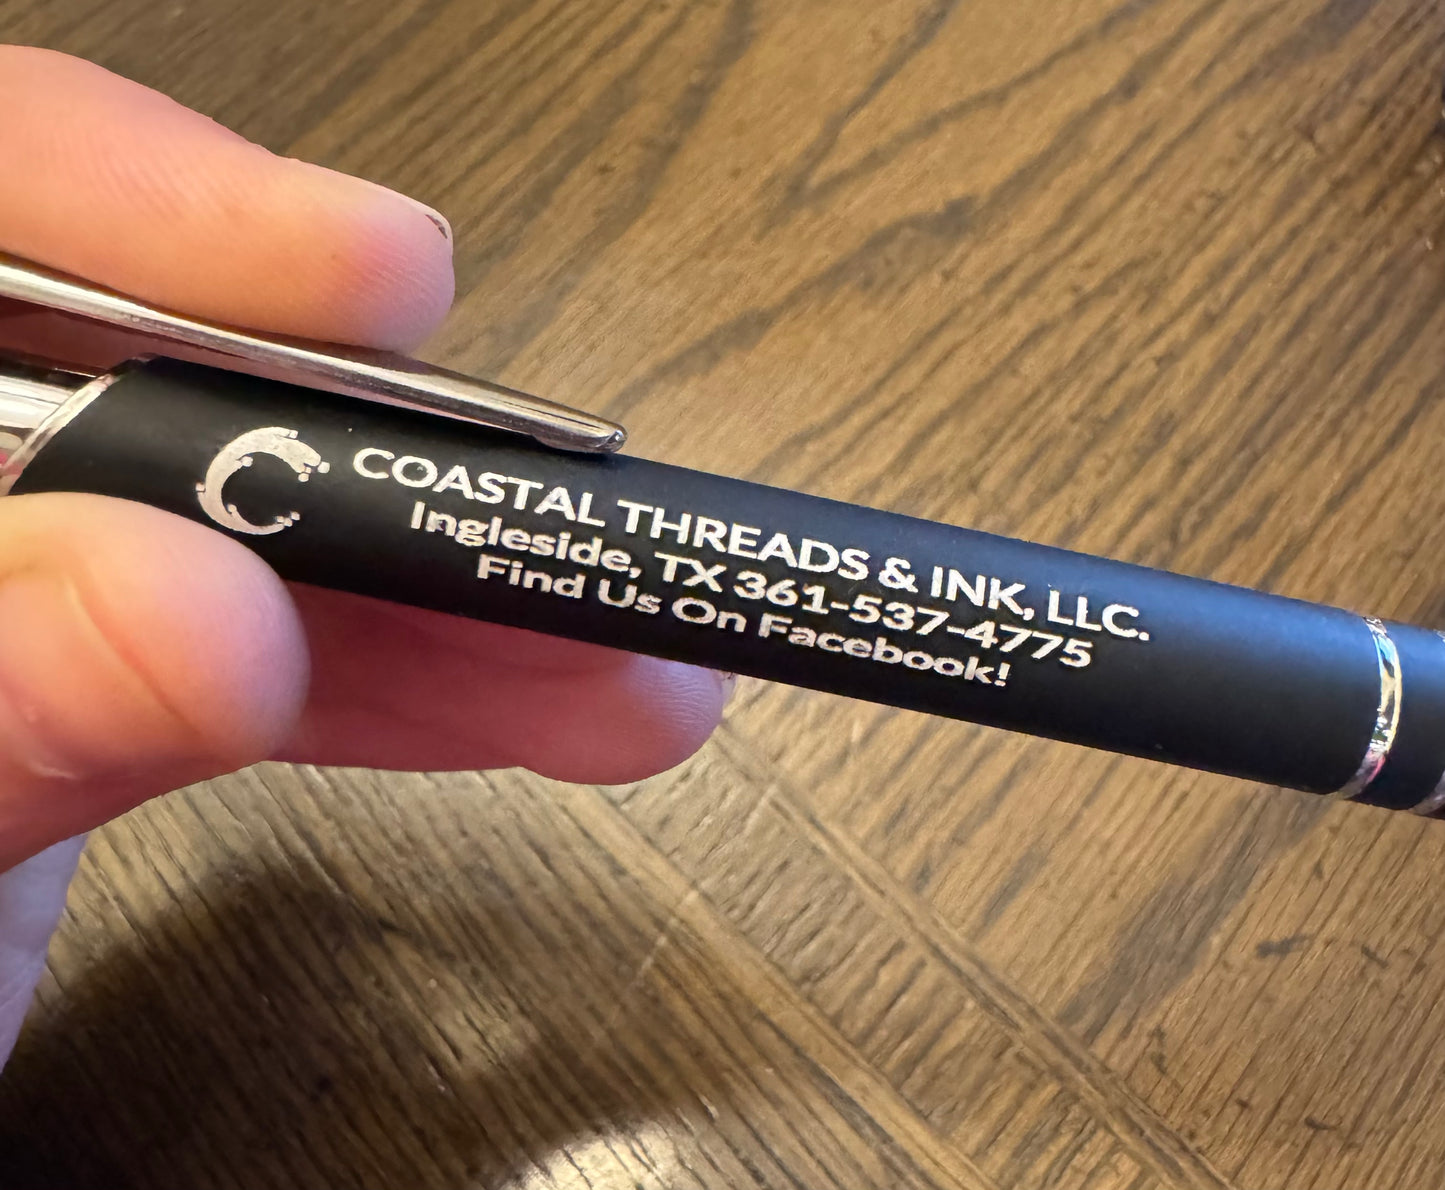 COASTAL THREADS & INK, LLC.
Ingleside, TX 361-537-4775
Find Us On Facebook!